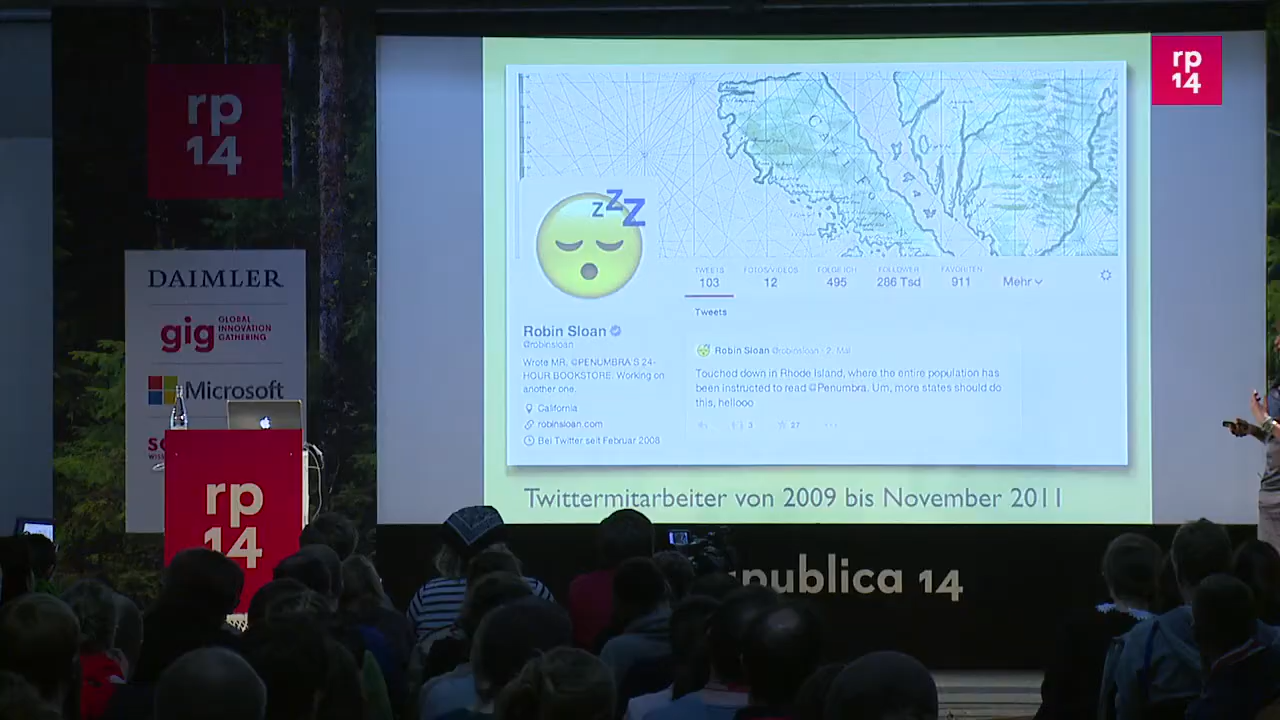 rp
14
rp
14
DAIMLER
gig GLOBAL
INNOVATION
GATHERING
Microsoft
rp
14
zzz
TWEETS
103
FOTOS/VIDEOS
12
FOLGE ICH
495
FOLLOWER
286 Tsd
FAVORITEN
911
Mehr
Tweets
Robin Sloan
@robinsloan
Wrote MR. @PENUMBRA'S 24-
HOUR BOOKSTORE. Working on
another one.
California
robinsloan.com
Bei Twitter seit Februar 2008
Robin Sloan @robinsloan · 2. Mai
Touched down in Rhode Island, where the entire population has
been instructed to read @Penumbra. Um, more states should do
this, hellooo
3
27
Twittermitarbeiter von 2009 bis November 2011
publica 14